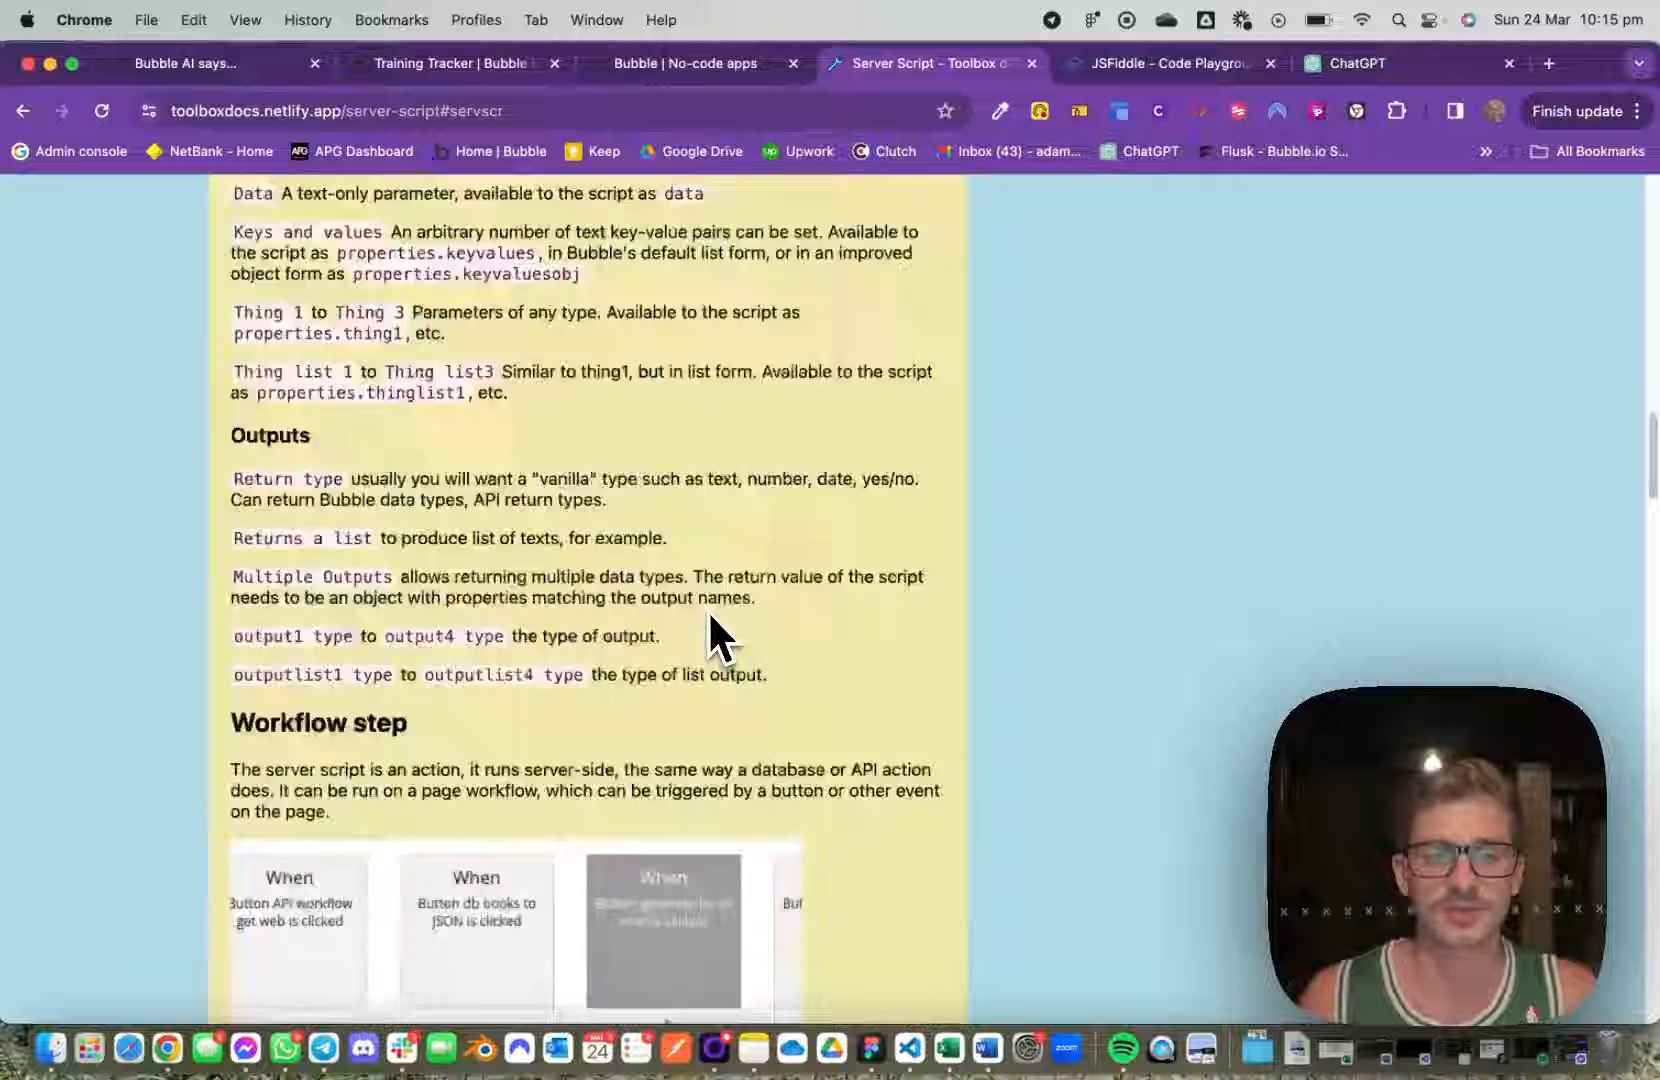 Chrome File Edit View History Bookmarks Profiles Tab Window Help Sun 24 Mar 10:15 pm
Bubble AI says... Training Tracker | Bubble Bubble | No-code apps Server Script - Toolbox d JSFiddle - Code Playgrou ChatGPT
toolboxdocs.netlify.app/server-script#servscr Finish update
Admin console NetBank - Home APG APG Dashboard Home | Bubble Keep Google Drive Upwork Clutch Inbox (43) - adam... ChatGPT Flusk - Bubble.io S... » All Bookmarks
Data A text-only parameter, available to the script as data
Keys and values An arbitrary number of text key-value pairs can be set. Available to
the script as properties.keyvalues, in Bubble's default list form, or in an improved
object form as properties.keyvaluesobj
Thing 1 to Thing 3 Parameters of any type. Available to the script as
properties.thing1, etc.
Thing list 1 to Thing list3 Similar to thing1, but in list form. Available to the script
as properties.thinglist1, etc.
Outputs
Return type usually you will want a "vanilla" type such as text, number, date, yes/no.
Can return Bubble data types, API return types.
Returns a list to produce list of texts, for example.
Multiple Outputs allows returning multiple data types. The return value of the script
needs to be an object with properties matching the output names.
output1 type to output4 type the type of output.
outputlist1 type to outputlist4 type the type of list output.
Workflow step
The server script is an action, it runs server-side, the same way a database or API action
does. It can be run on a page workflow, which can be triggered by a button or other event
on the page.
When When When
Button API workflow Button db books to But
get web is clicked JSON is clicked
24 zoom